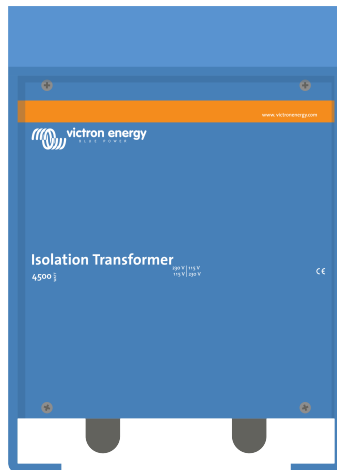 www.victronenergy.com
victron energy
BLUE POWER
Isolation Transformer
230 V | 115 V
4500
115 V | 230 V
CE